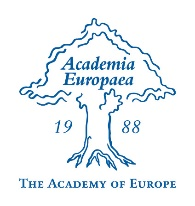 Academia
Europaea
19 88
THE ACADEMY OF EUROPE